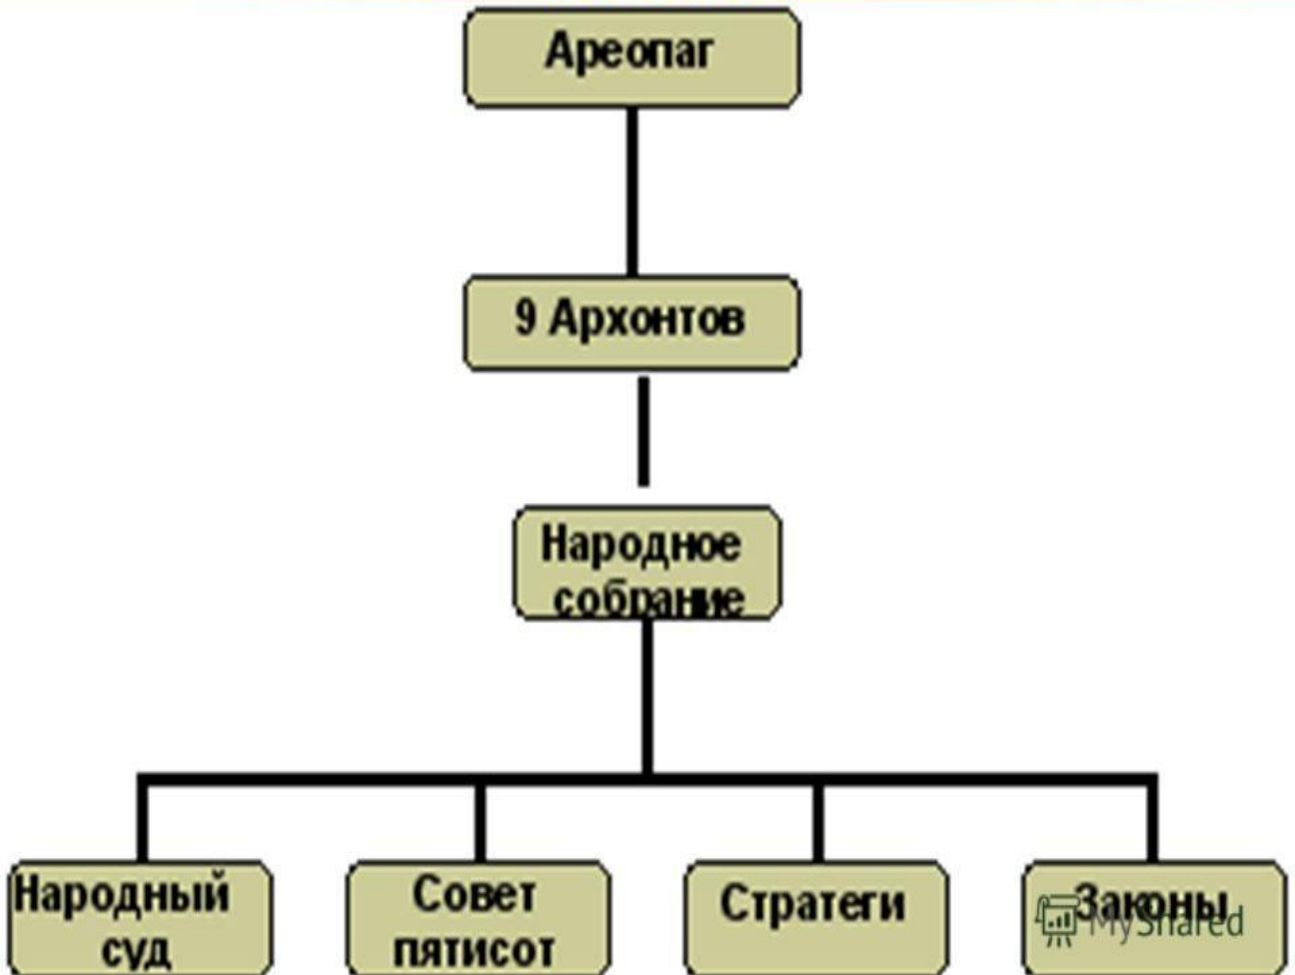 Ареопаг
9 Архонтов
Народное
собрание
Народный
суд
Совет
пятисот
Стратеги
Законы
MyShared